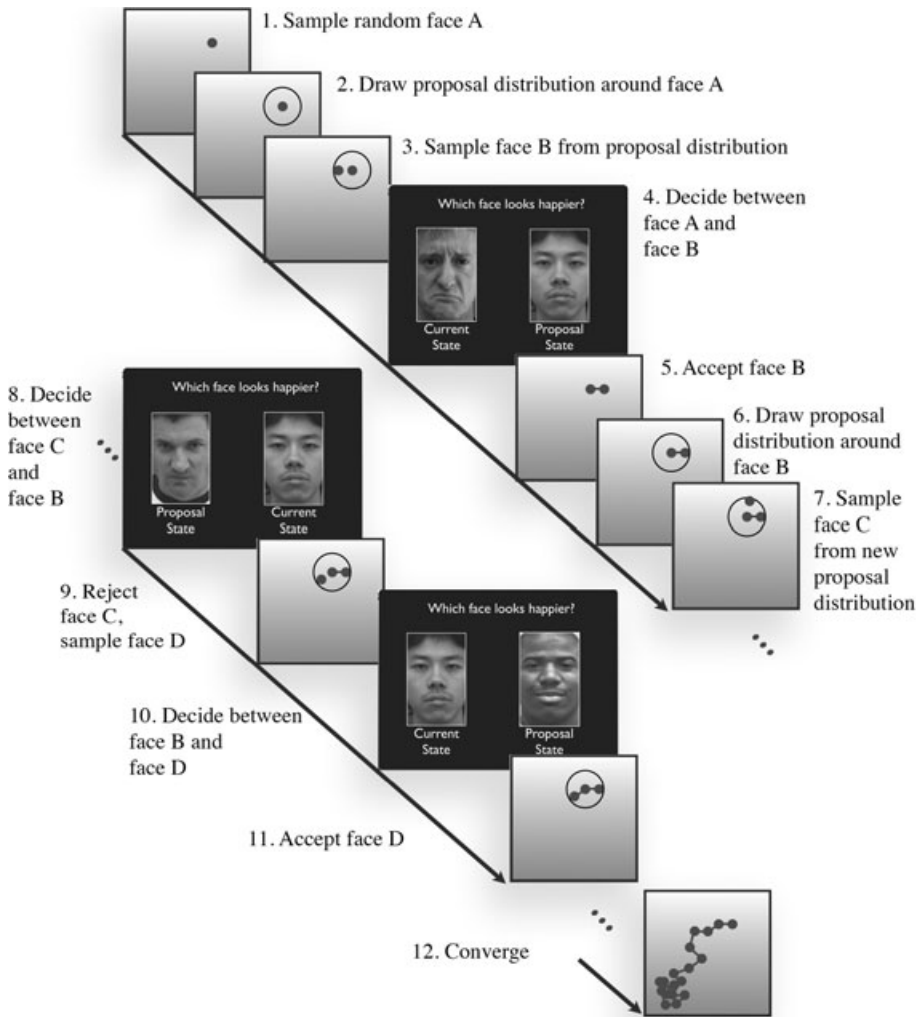 1. Sample random face A
2. Draw proposal distribution around face A
3. Sample face B from proposal distribution
Which face looks happier?
Current
State
Proposal
State
4. Decide between
face A and
face B
5. Accept face B
6. Draw proposal
distribution around
face B
7. Sample
face C
from new
proposal
distribution
8. Decide
between
face C
and
face B
Which face looks happier?
Proposal
State
Current
State
9. Reject
face C,
sample face D
Which face looks happier?
Current
State
Proposal
State
10. Decide between
face B and
face D
11. Accept face D
12. Converge